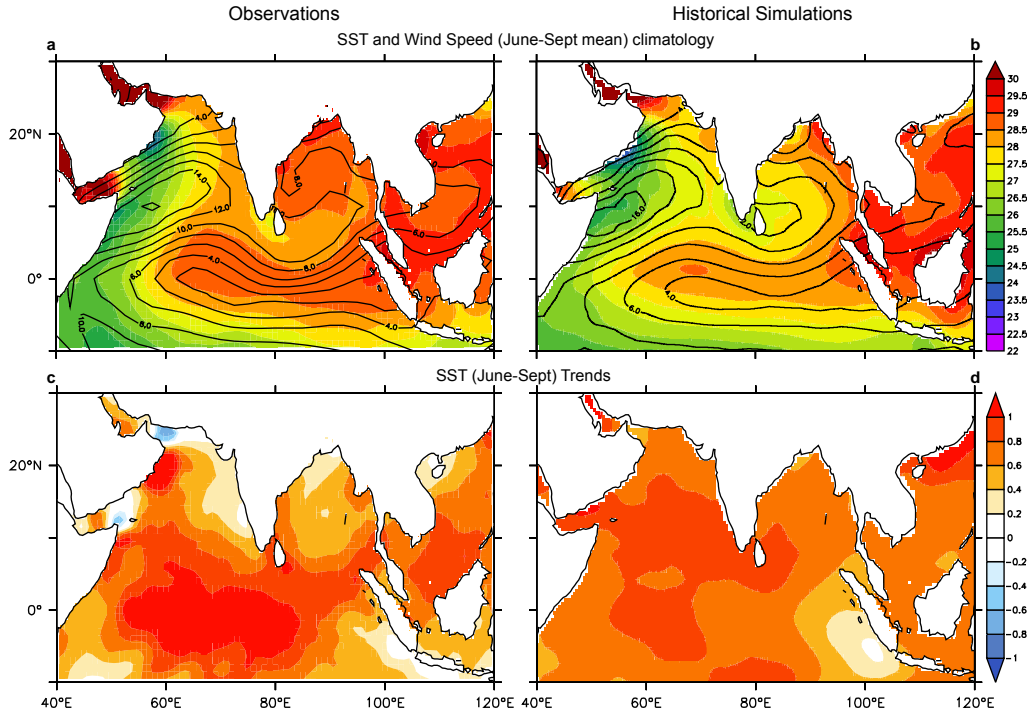 Observations Historical Simulations
SST and Wind Speed (June-Sept mean) climatology
a b
20°N
0°
4.0 14.0 12.0 10.0 8.0 4.0 6.0 8.0 10.0 6.0 4.0
4.0 16.0 6.0 4.0 6.0
30
29.5
29
28.5
28
27.5
27
26.5
26
25.5
25
24.5
24
23.5
23
22.5
22
SST (June-Sept) Trends
c d
20°N
0°
40°E 60°E 80°E 100°E 120°E
40°E 60°E 80°E 100°E 120°E
1
0.8
0.6
0.4
0.2
0
-0.2
-0.4
-0.6
-0.8
-1